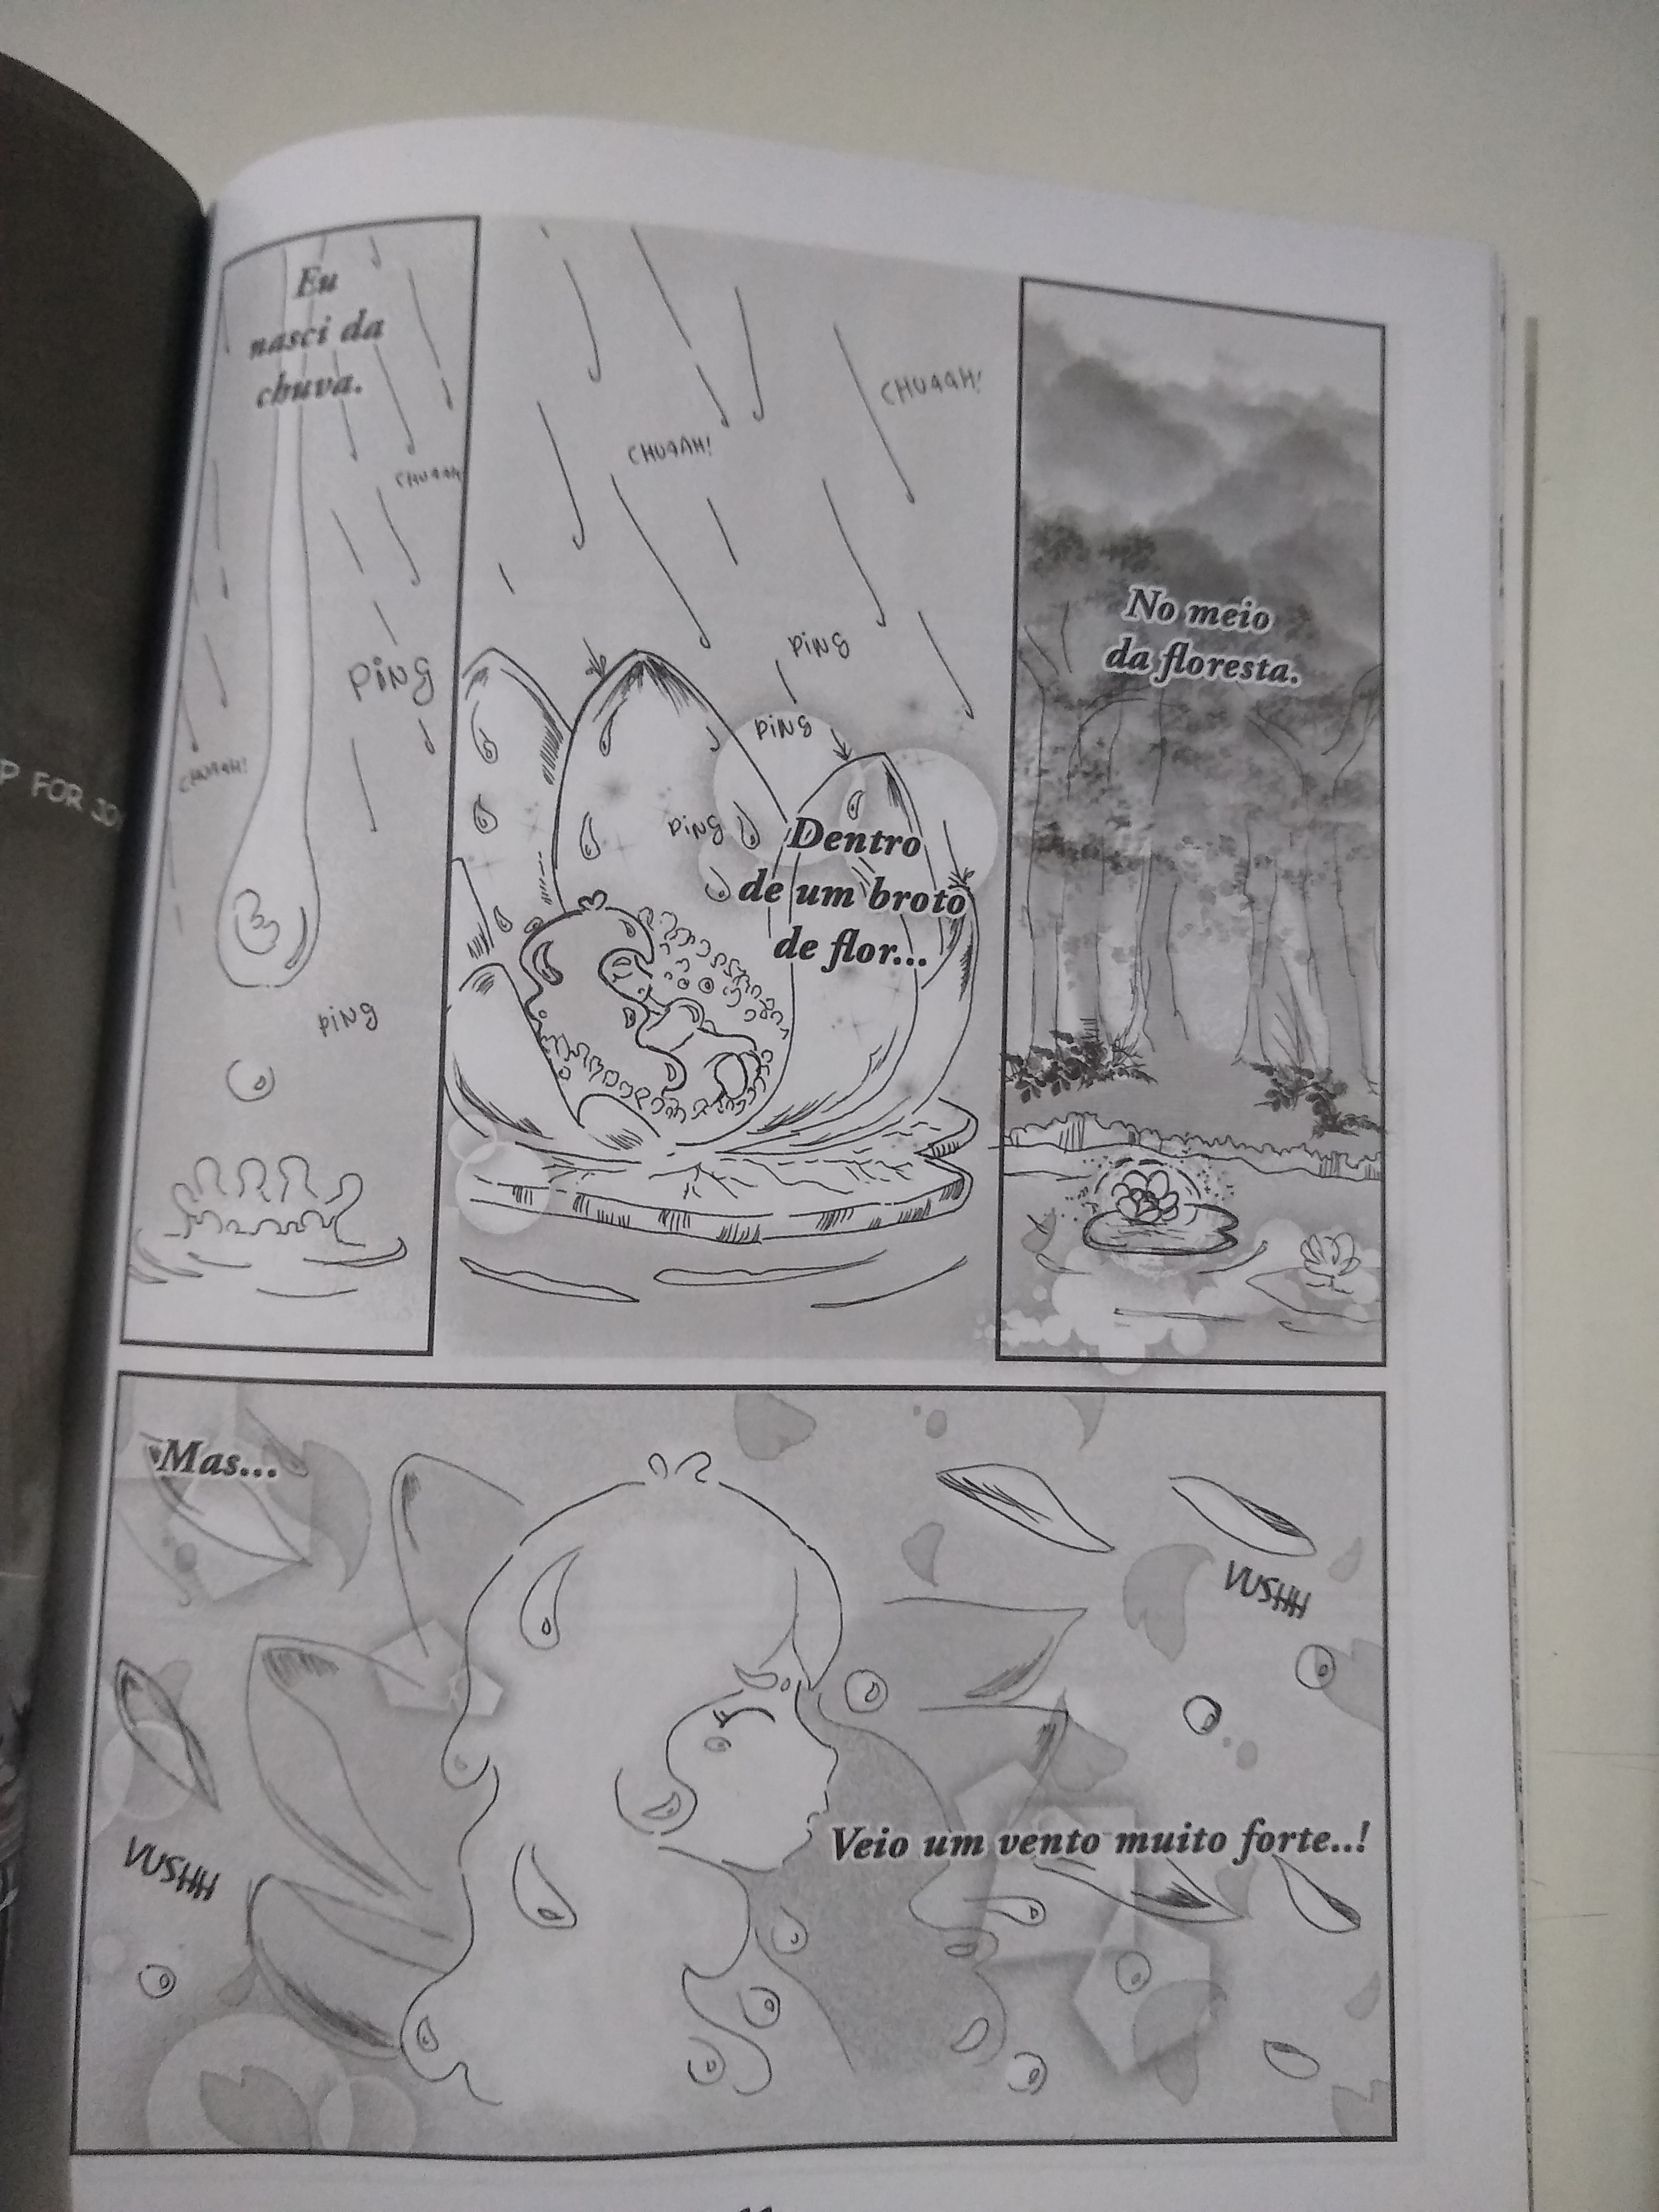 Eu
nasci da
chuva.
CHUAAH!
PING
CHUAAH!
PING
CHUAAH!
CHUAAH!
PING
PING
PING
Dentro
de um broto
de flor...
No meio
da floresta.
Mas...
VUSHH
VUSHH
Veio um vento muito forte..!
FOR